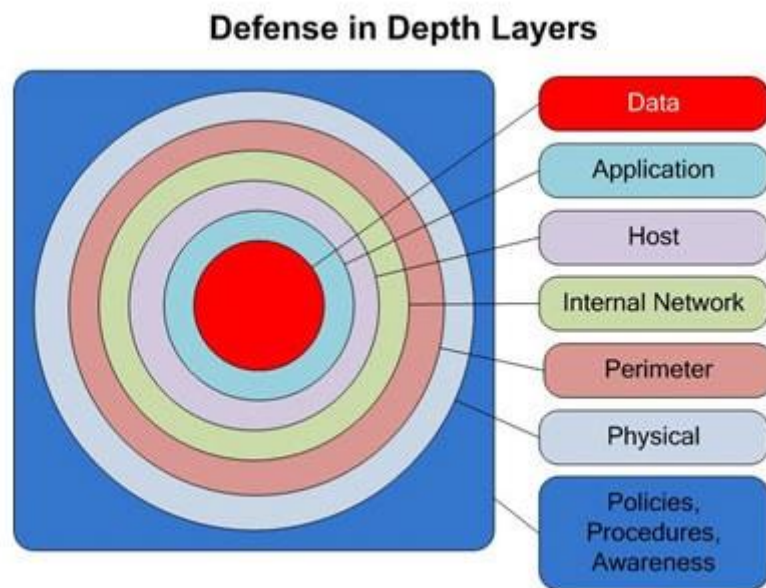 Defense in Depth Layers
Data
Application
Host
Internal Network
Perimeter
Physical
Policies,
Procedures,
Awareness